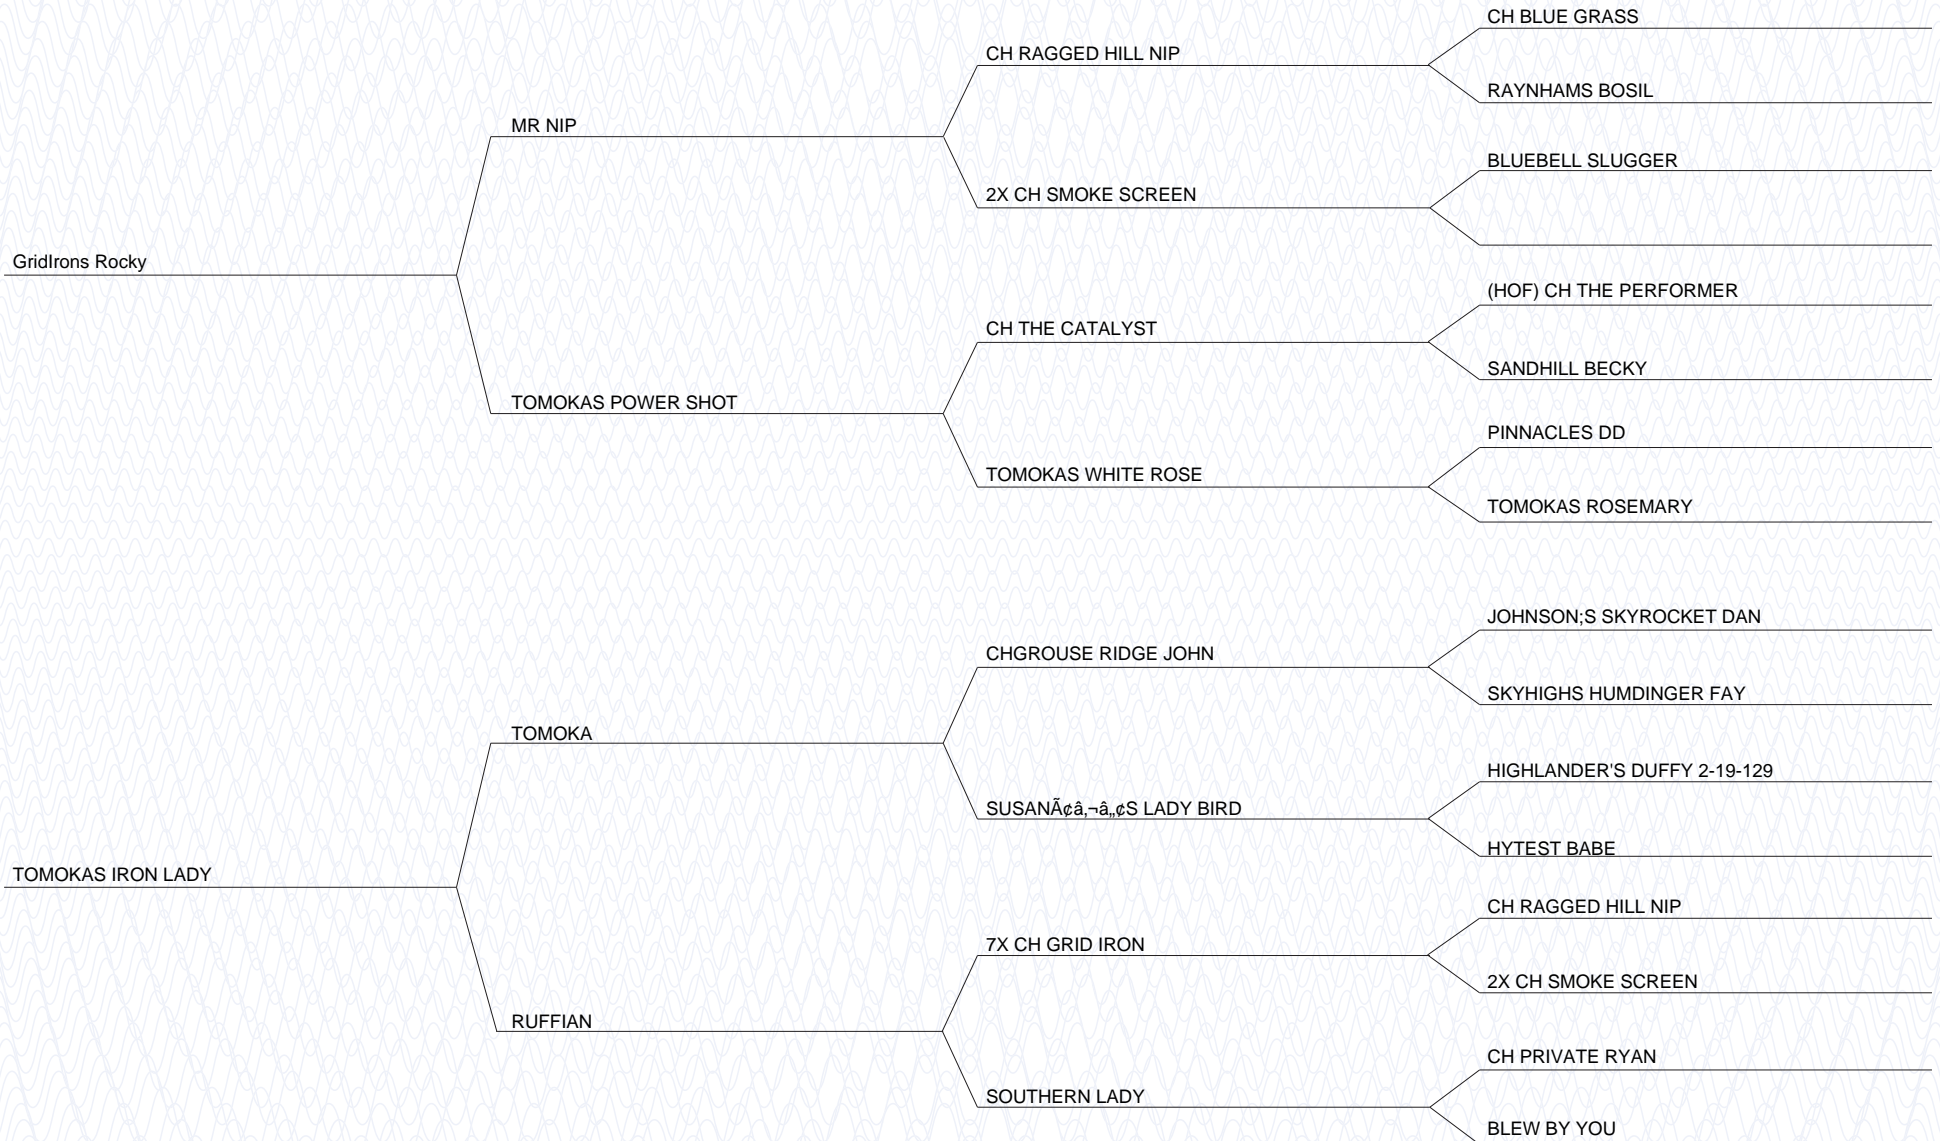 CH BLUE GRASS
CH RAGGED HILL NIP
RAYNHAMS BOSIL
MR NIP
BLUEBELL SLUGGER
2X CH SMOKE SCREEN
GridIrons Rocky
(HOF) CH THE PERFORMER
CH THE CATALYST
SANDHILL BECKY
TOMOKAS POWER SHOT
PINNACLES DD
TOMOKAS WHITE ROSE
TOMOKAS ROSEMARY
JOHNSON;S SKYROCKET DAN
CHGROUSE RIDGE JOHN
SKYHIGHS HUMDINGER FAY
TOMOKA
HIGHLANDER'S DUFFY 2-19-129
SUSANÃ¢â‚¬â„¢S LADY BIRD
HYTEST BABE
TOMOKAS IRON LADY
CH RAGGED HILL NIP
7X CH GRID IRON
2X CH SMOKE SCREEN
RUFFIAN
CH PRIVATE RYAN
SOUTHERN LADY
BLEW BY YOU